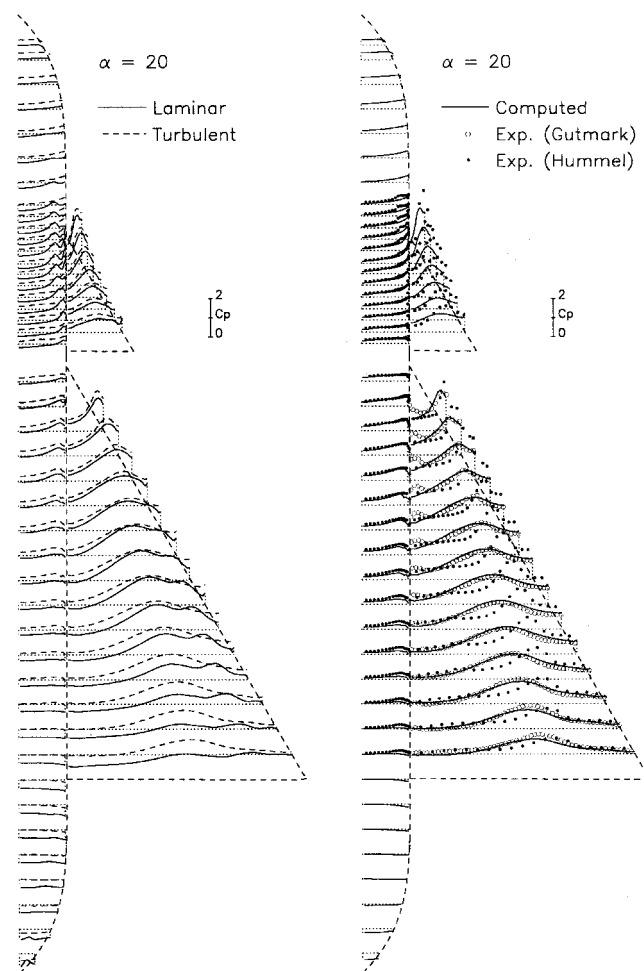 α = 20
Laminar
Turbulent
2
Cp
0
α = 20
Computed
Exp. (Gutmark)
Exp. (Hummel)
2
Cp
0